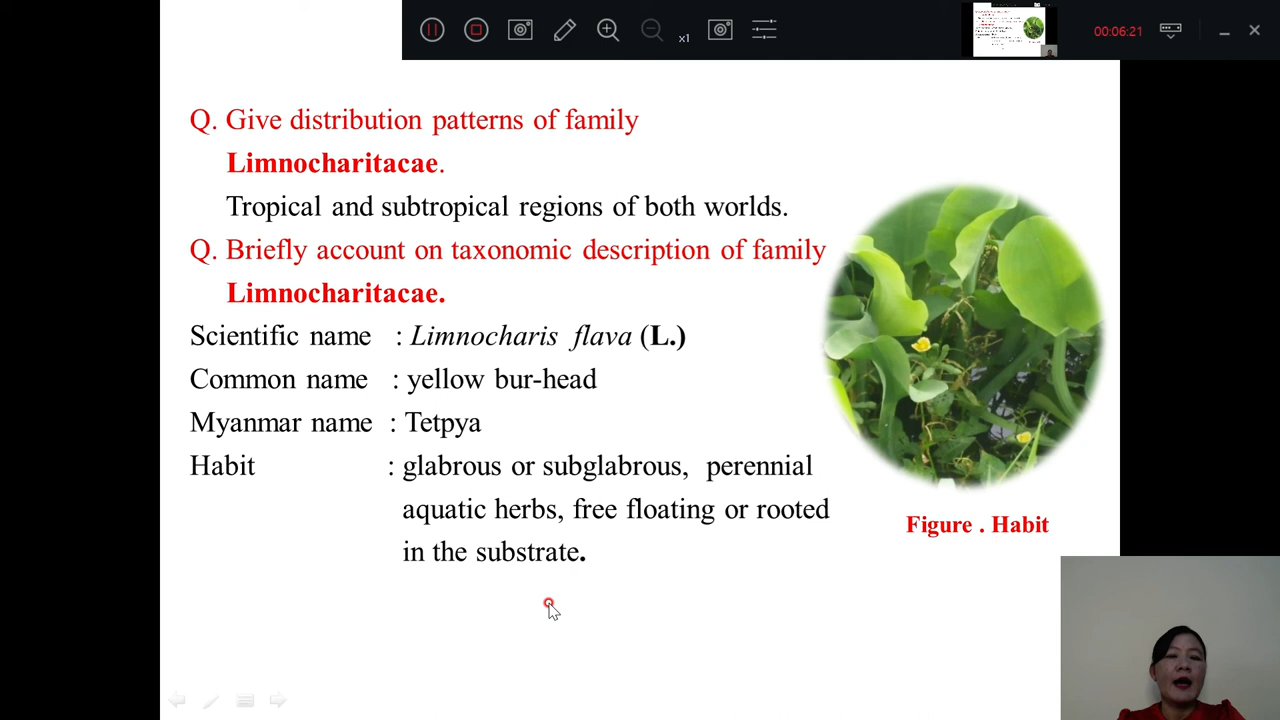 x1
00:06:21
Q. Give distribution patterns of family
Limnocharitacae.
Tropical and subtropical regions of both worlds.
Q. Briefly account on taxonomic description of family
Limnocharitacae.
Scientific name : Limnocharis flava (L.)
Common name : yellow bur-head
Myanmar name : Tetpya
Habit : glabrous or subglabrous, perennial
aquatic herbs, free floating or rooted
in the substrate.
Figure . Habit